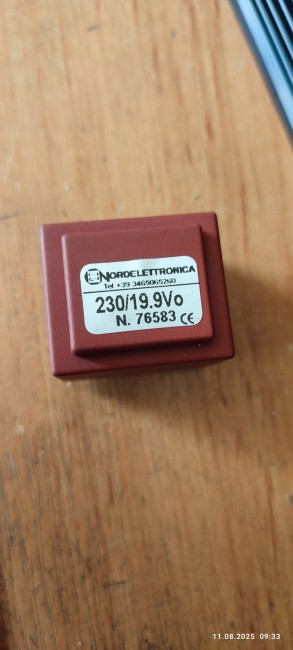 NORDELETTRONICA
Tel +39 3465065260
230/19.9Vo
N. 76583 CE
11.08.2025 09:33